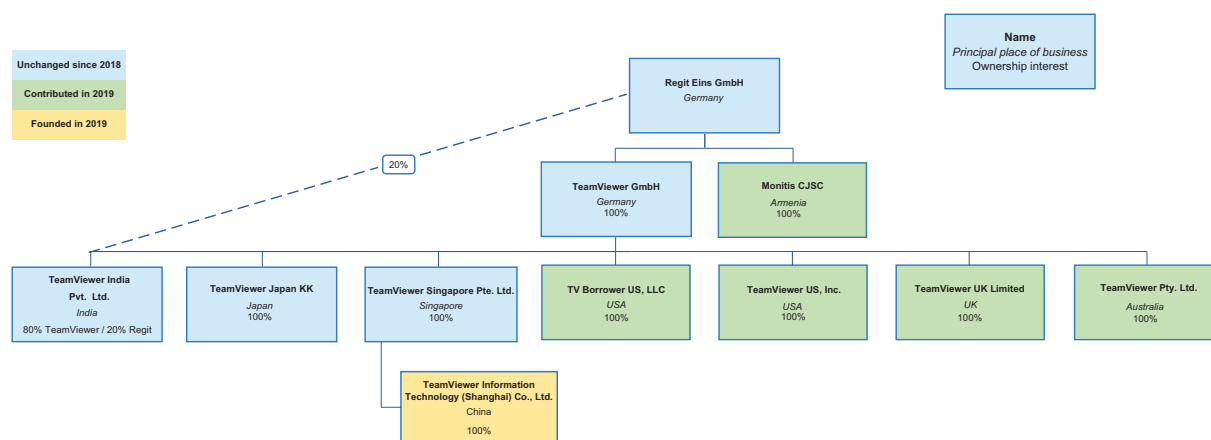 Name
Principal place of business
Ownership interest
Unchanged since 2018
Contributed in 2019
Founded in 2019
Regit Eins GmbH
Germany
20%
TeamViewer GmbH
Germany
100%
Monitis CJSC
Armenia
100%
TeamViewer India
Pvt. Ltd.
India
80% TeamViewer / 20% Regit
TeamViewer Japan KK
Japan
100%
TeamViewer Singapore Pte. Ltd.
Singapore
100%
TV Borrower US, LLC
USA
100%
TeamViewer US, Inc.
USA
100%
TeamViewer UK Limited
UK
100%
TeamViewer Pty. Ltd.
Australia
100%
TeamViewer Information
Technology (Shanghai) Co., Ltd.
China
100%